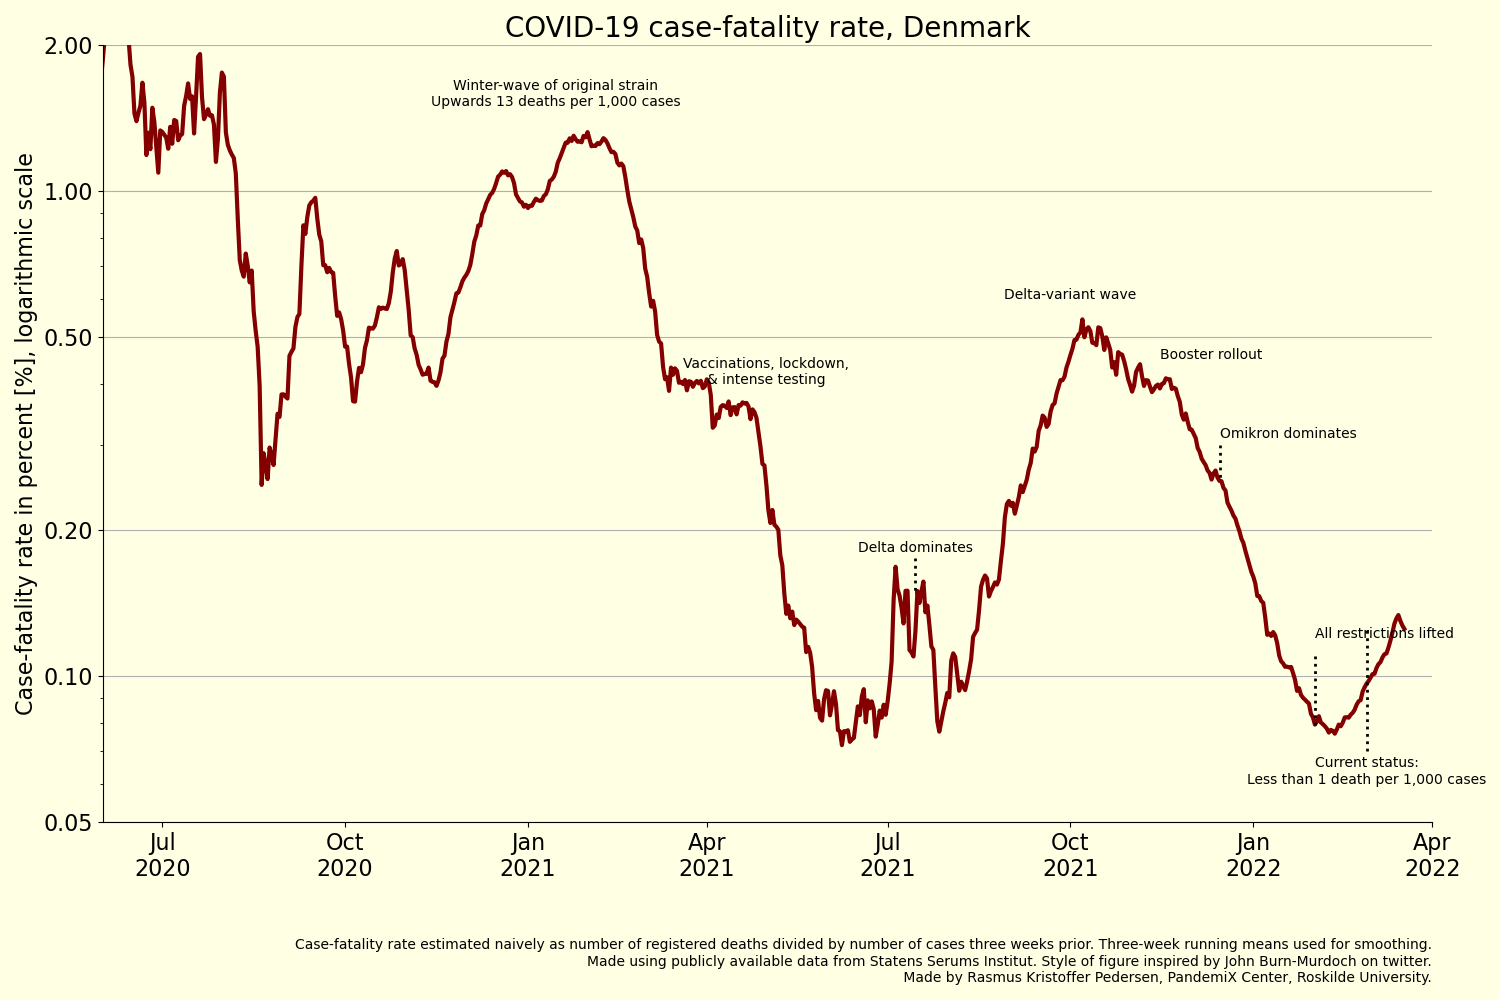 COVID-19 case-fatality rate, Denmark
Case-fatality rate in percent [%], logarithmic scale
2.00
1.00
0.50
0.20
0.10
0.05
Winter-wave of original strain
Upwards 13 deaths per 1,000 cases
Vaccinations, lockdown,
& intense testing
Delta-variant wave
Booster rollout
Omikron dominates
Delta dominates
All restrictions lifted
Current status:
Less than 1 death per 1,000 cases
Jul Oct Jan Apr Jul Oct Jan Apr
2020 2020 2021 2021 2021 2021 2022 2022
Case-fatality rate estimated naively as number of registered deaths divided by number of cases three weeks prior. Three-week running means used for smoothing.
Made using publicly available data from Statens Serums Institut. Style of figure inspired by John Burn-Murdoch on twitter.
Made by Rasmus Kristoffer Pedersen, PandemiX Center, Roskilde University.